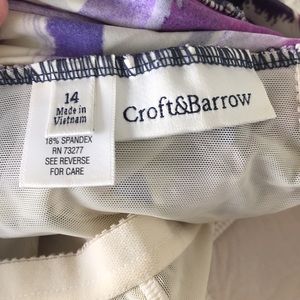 14
Made in
Vietnam
Croft&Barrow
18% SPANDEX
RN 73277
SEE REVERSE
FOR CARE